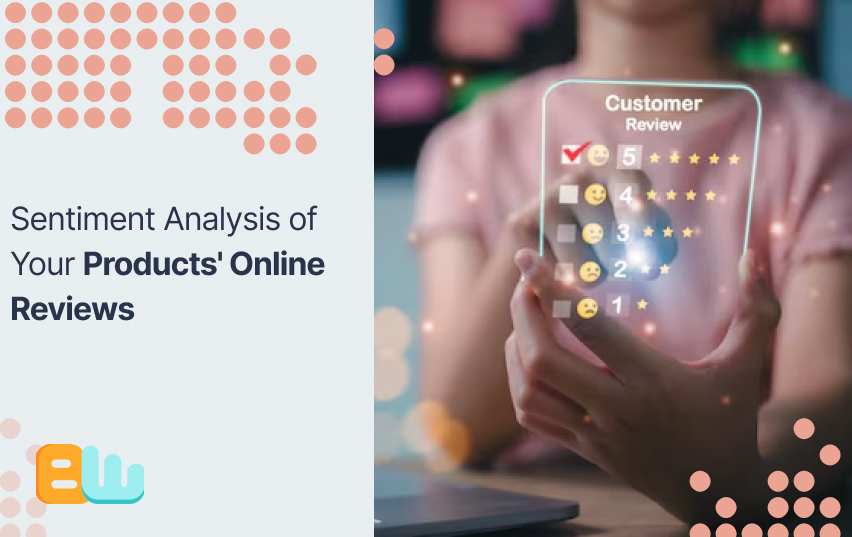 Sentiment Analysis of
Your Products' Online
Reviews
Customer
Review
5
4
3
2
1